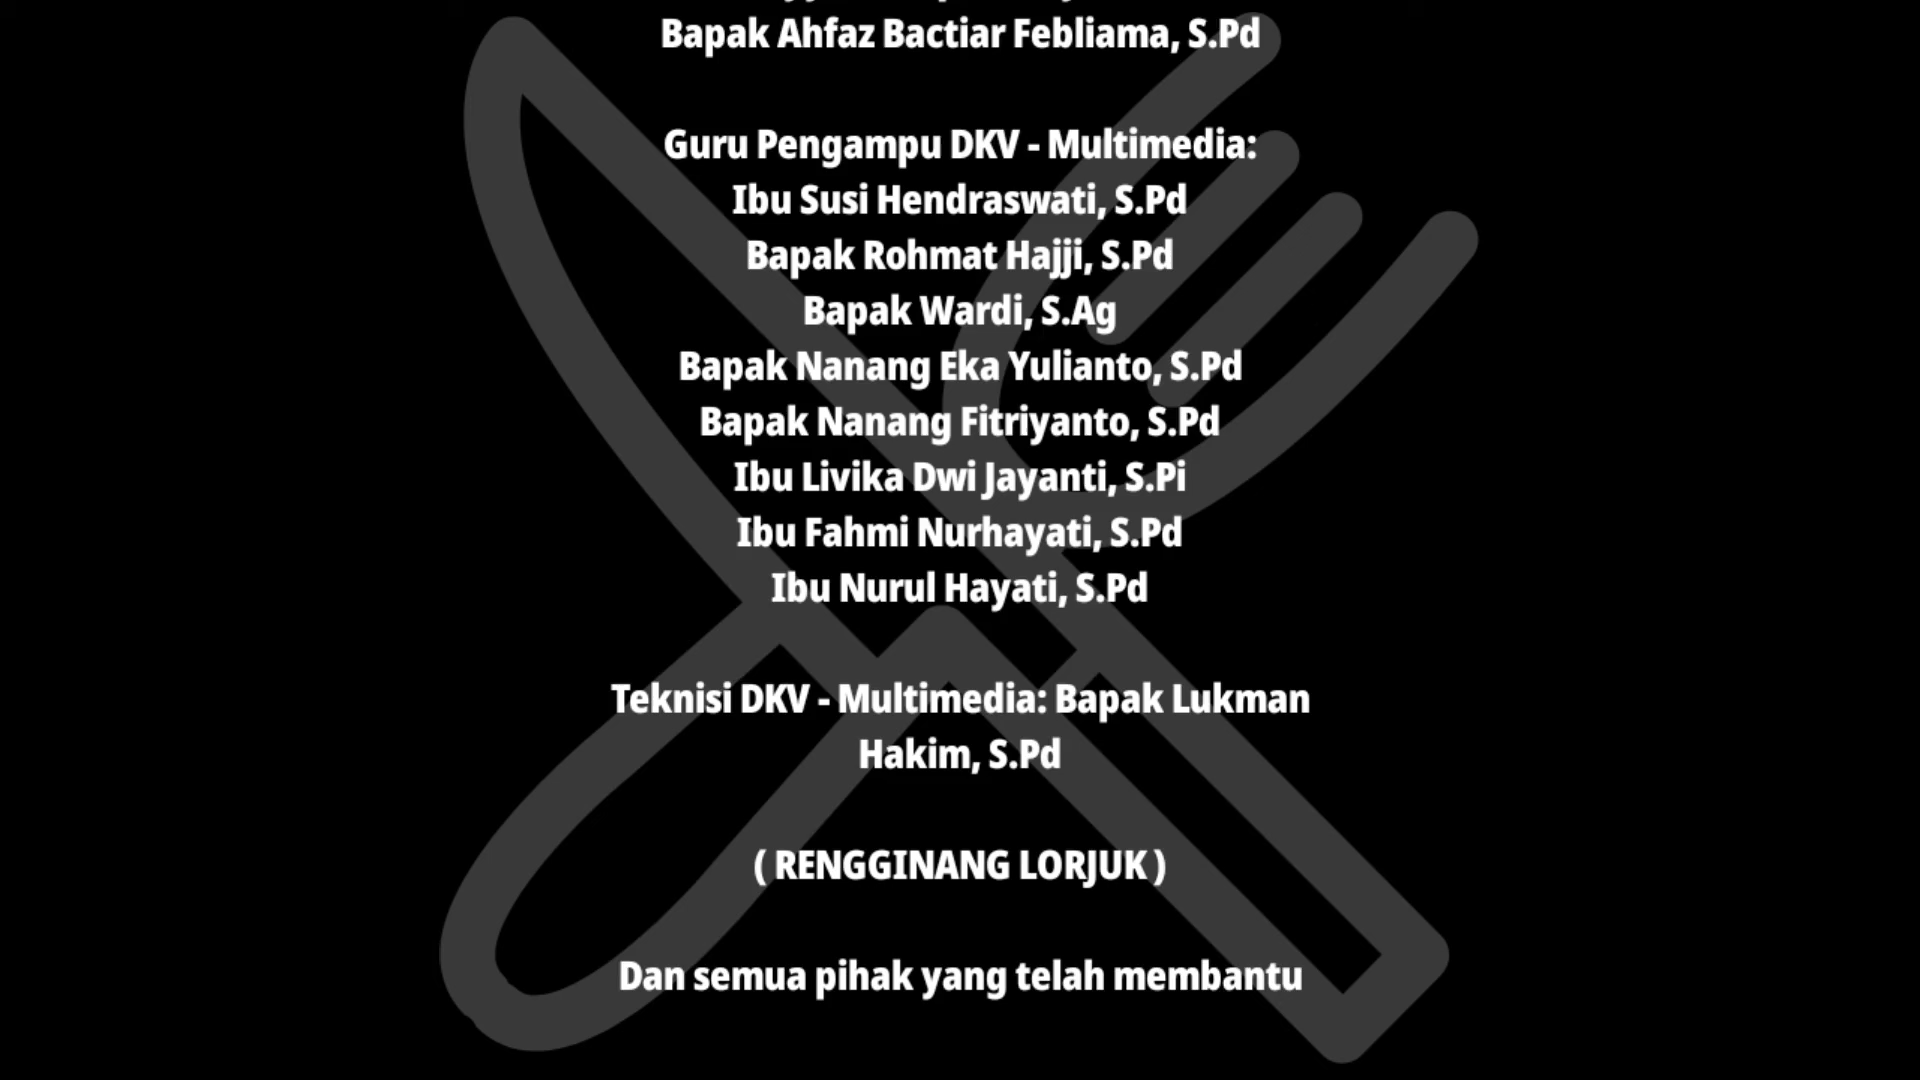 Bapak Ahfaz Bactiar Febliama, S.Pd
Guru Pengampu DKV - Multimedia:
Ibu Susi Hendraswati, S.Pd
Bapak Rohmat Hajji, S.Pd
Bapak Wardi, S.Ag
Bapak Nanang Eka Yulianto, S.Pd
Bapak Nanang Fitriyanto, S.Pd
Ibu Livika Dwi Jayanti, S.Pi
Ibu Fahmi Nurhayati, S.Pd
Ibu Nurul Hayati, S.Pd
Teknisi DKV - Multimedia: Bapak Lukman
Hakim, S.Pd
( RENGGINANG LORJUK )
Dan semua pihak yang telah membantu